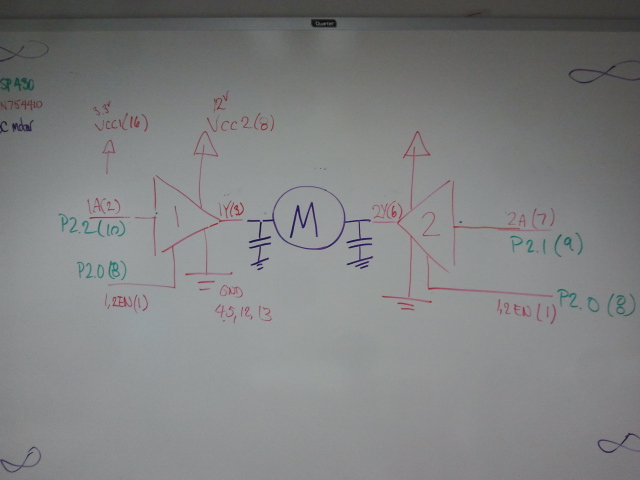 Quartet
SP430
N754410
C motor
3.3V
VCC1(16)
12V
VCC2(8)
1A(2)
P2.2(10)
1
1Y(3)
M
2Y(6)
2
2A(7)
P2.1(9)
P2.0(8)
1,2EN(1)
GND
4,5,12,13
1,2EN(1)
P2.0(8)